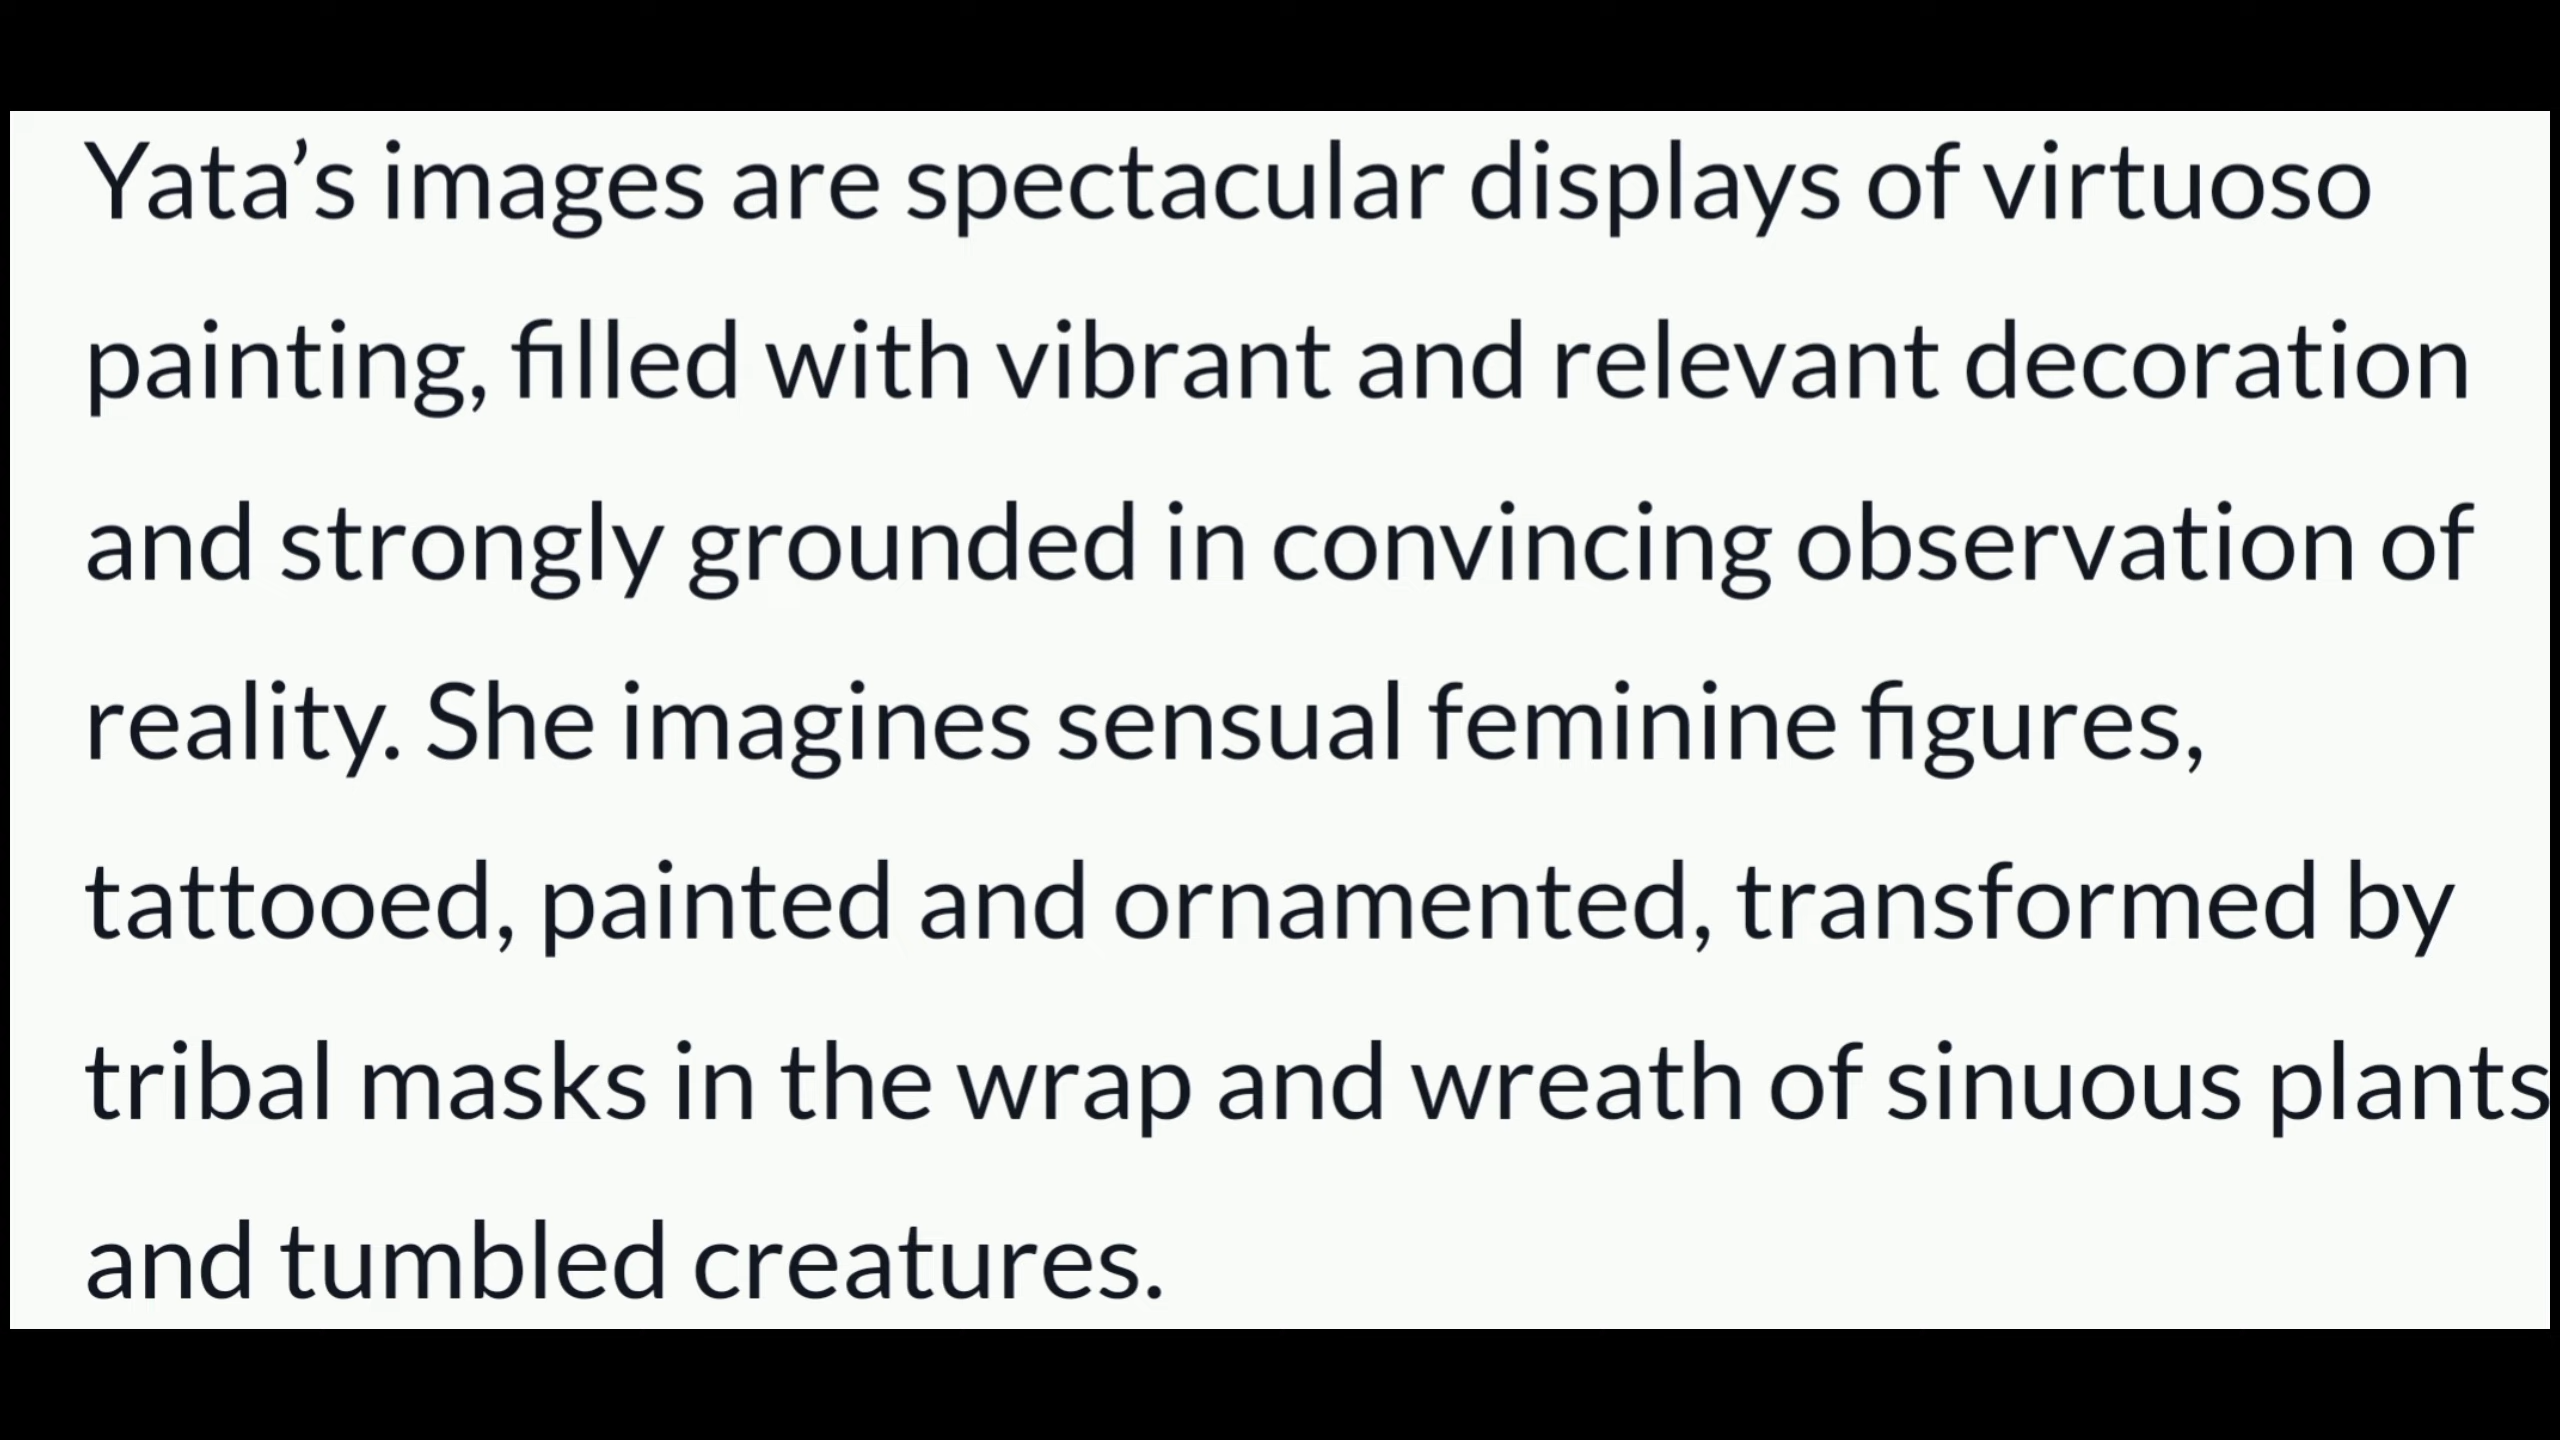 Yata’s images are spectacular displays of virtuoso
painting, filled with vibrant and relevant decoration
and strongly grounded in convincing observation of
reality. She imagines sensual feminine figures,
tattooed, painted and ornamented, transformed by
tribal masks in the wrap and wreath of sinuous plants
and tumbled creatures.